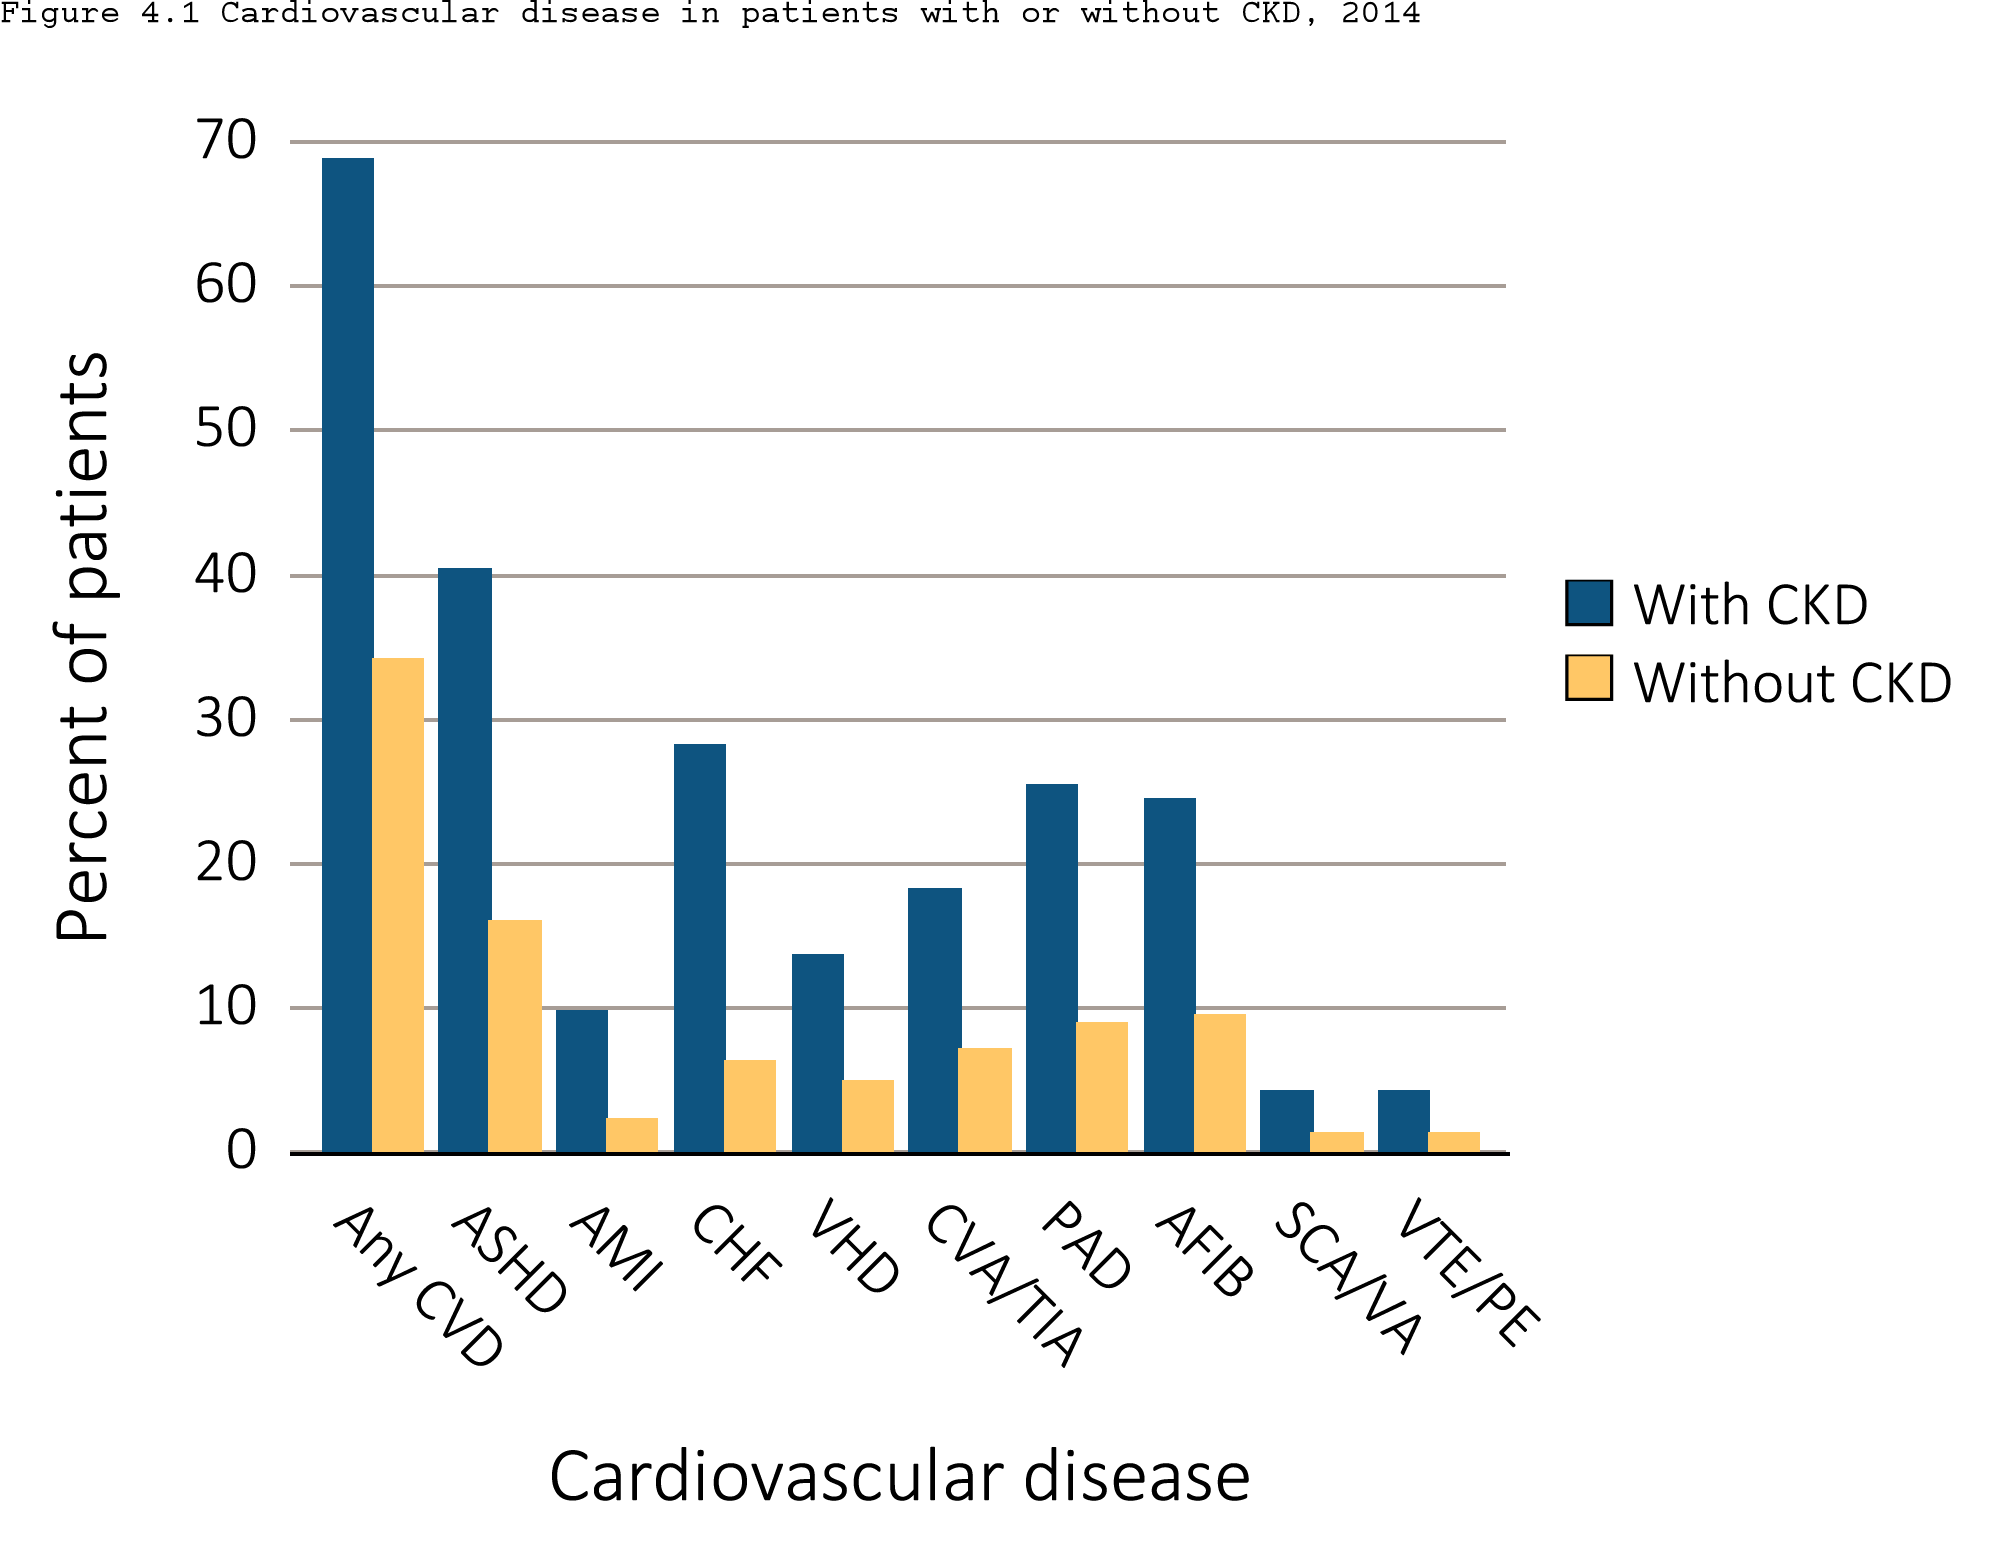 Figure 4.1 Cardiovascular disease in patients with or without CKD, 2014
70
60
50
40
30
20
10
0
Percent of patients
With CKD
Without CKD
Any CVD
ASHD
AMI
CHF
VHD
CVA/TIA
PAD
AFIB
SCA/VA
VTE/PE
Cardiovascular disease